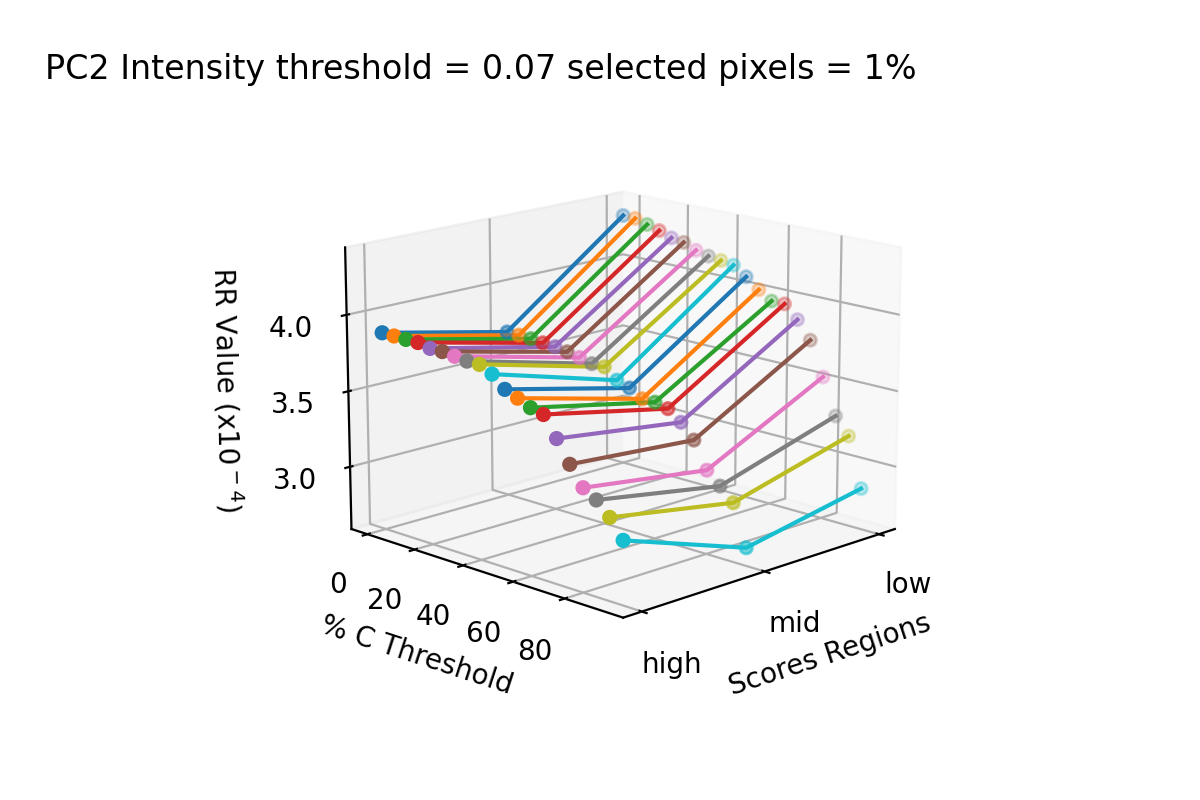 PC2 Intensity threshold = 0.07 selected pixels = 1%
RR Value (x10⁻⁴)
4.0
3.5
3.0
0
20
40
60
80
% C Threshold
high
mid
low
Scores Regions